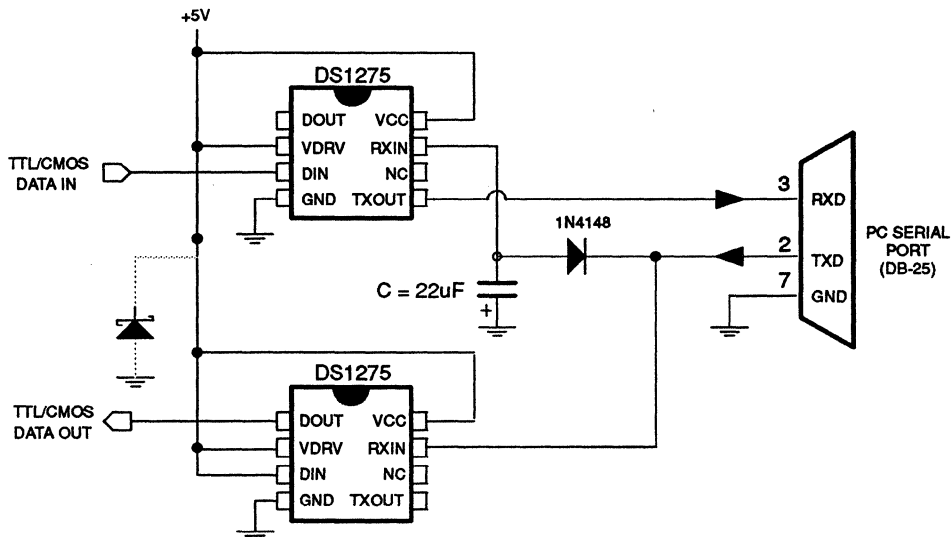 +5V
DS1275
DOUT VCC
VDRV RXIN
DIN NC
GND TXOUT
TTL/CMOS
DATA IN
1N4148
C = 22uF
+
3 RXD
2 TXD
7 GND
PC SERIAL
PORT
(DB-25)
DS1275
DOUT VCC
VDRV RXIN
DIN NC
GND TXOUT
TTL/CMOS
DATA OUT